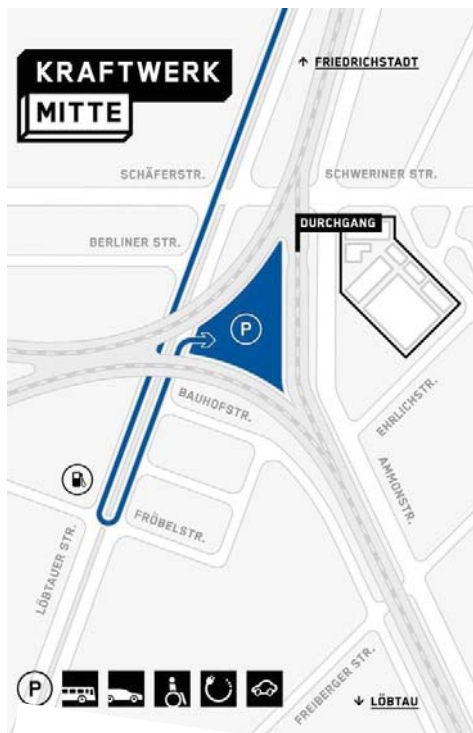 KRAFTWERK
MITTE
↑ FRIEDRICHSTADT
SCHÄFERSTR.
SCHWERINER STR.
DURCHGANG
BERLINER STR.
P
BAUHOFSTR.
EHRLICHSTR.
AMMONSTR.
FRÖBELSTR.
LÖBTAUER STR.
FREIBERGER STR.
P
↓ LÖBTAU